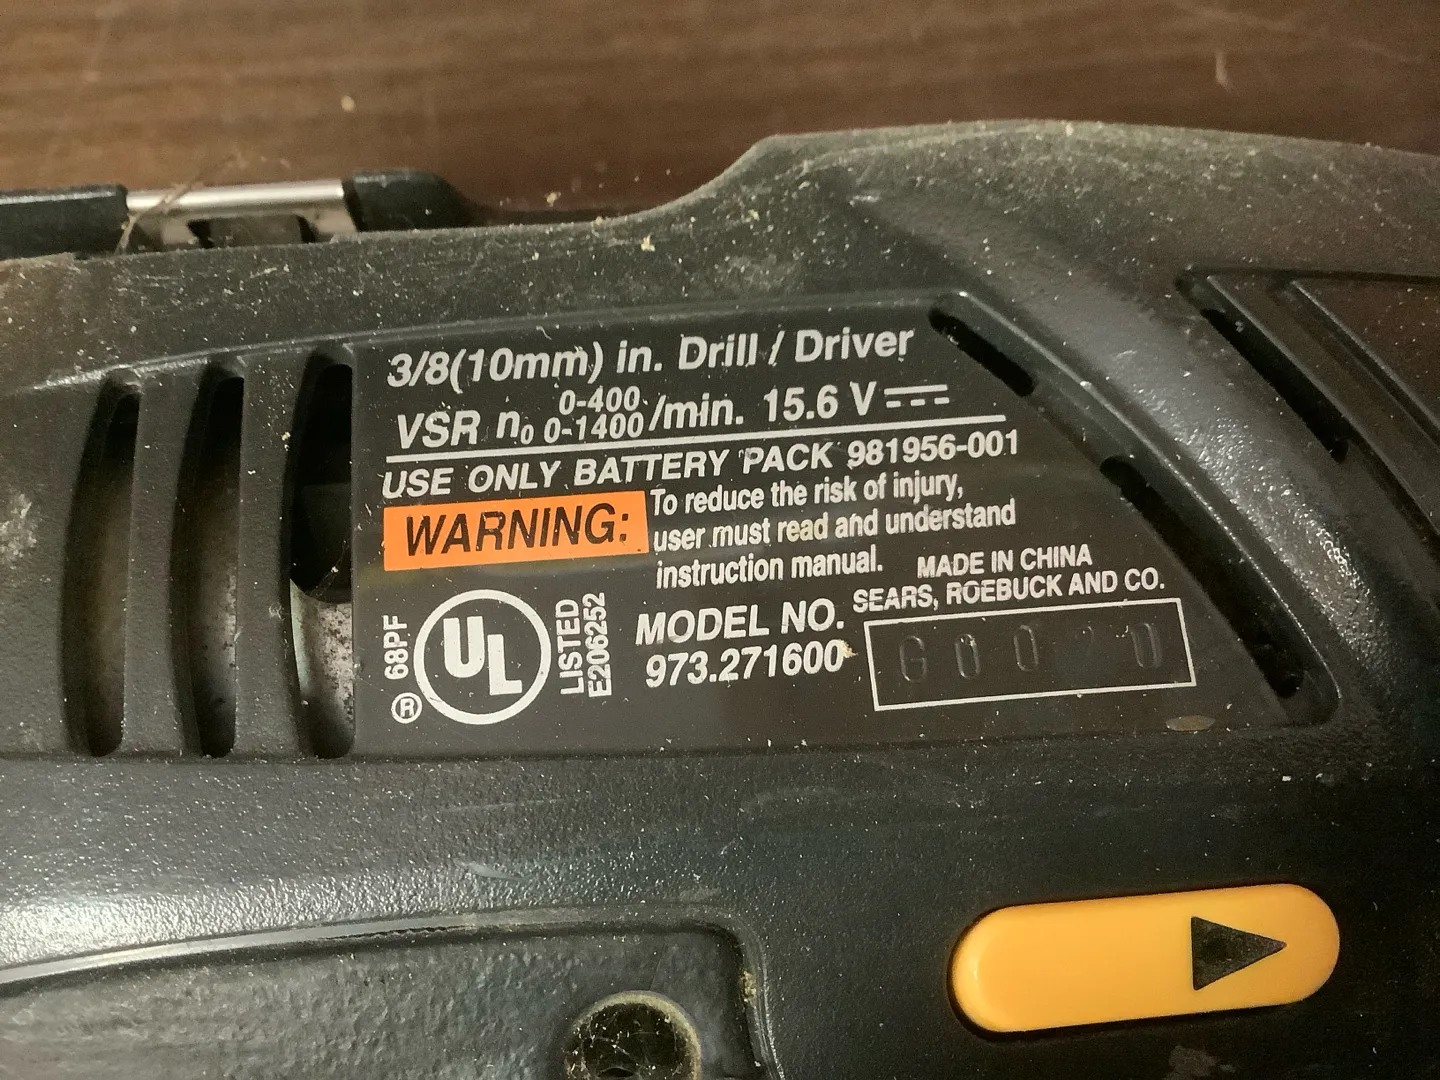 3/8(10mm) in. Drill / Driver
VSR n₀ 0-400 0-1400 /min. 15.6 V ⎓
USE ONLY BATTERY PACK 981956-001
WARNING: To reduce the risk of injury,
user must read and understand
instruction manual.
MADE IN CHINA
SEARS, ROEBUCK AND CO.
68PF
®
UL
LISTED
E206252
MODEL NO.
973.271600